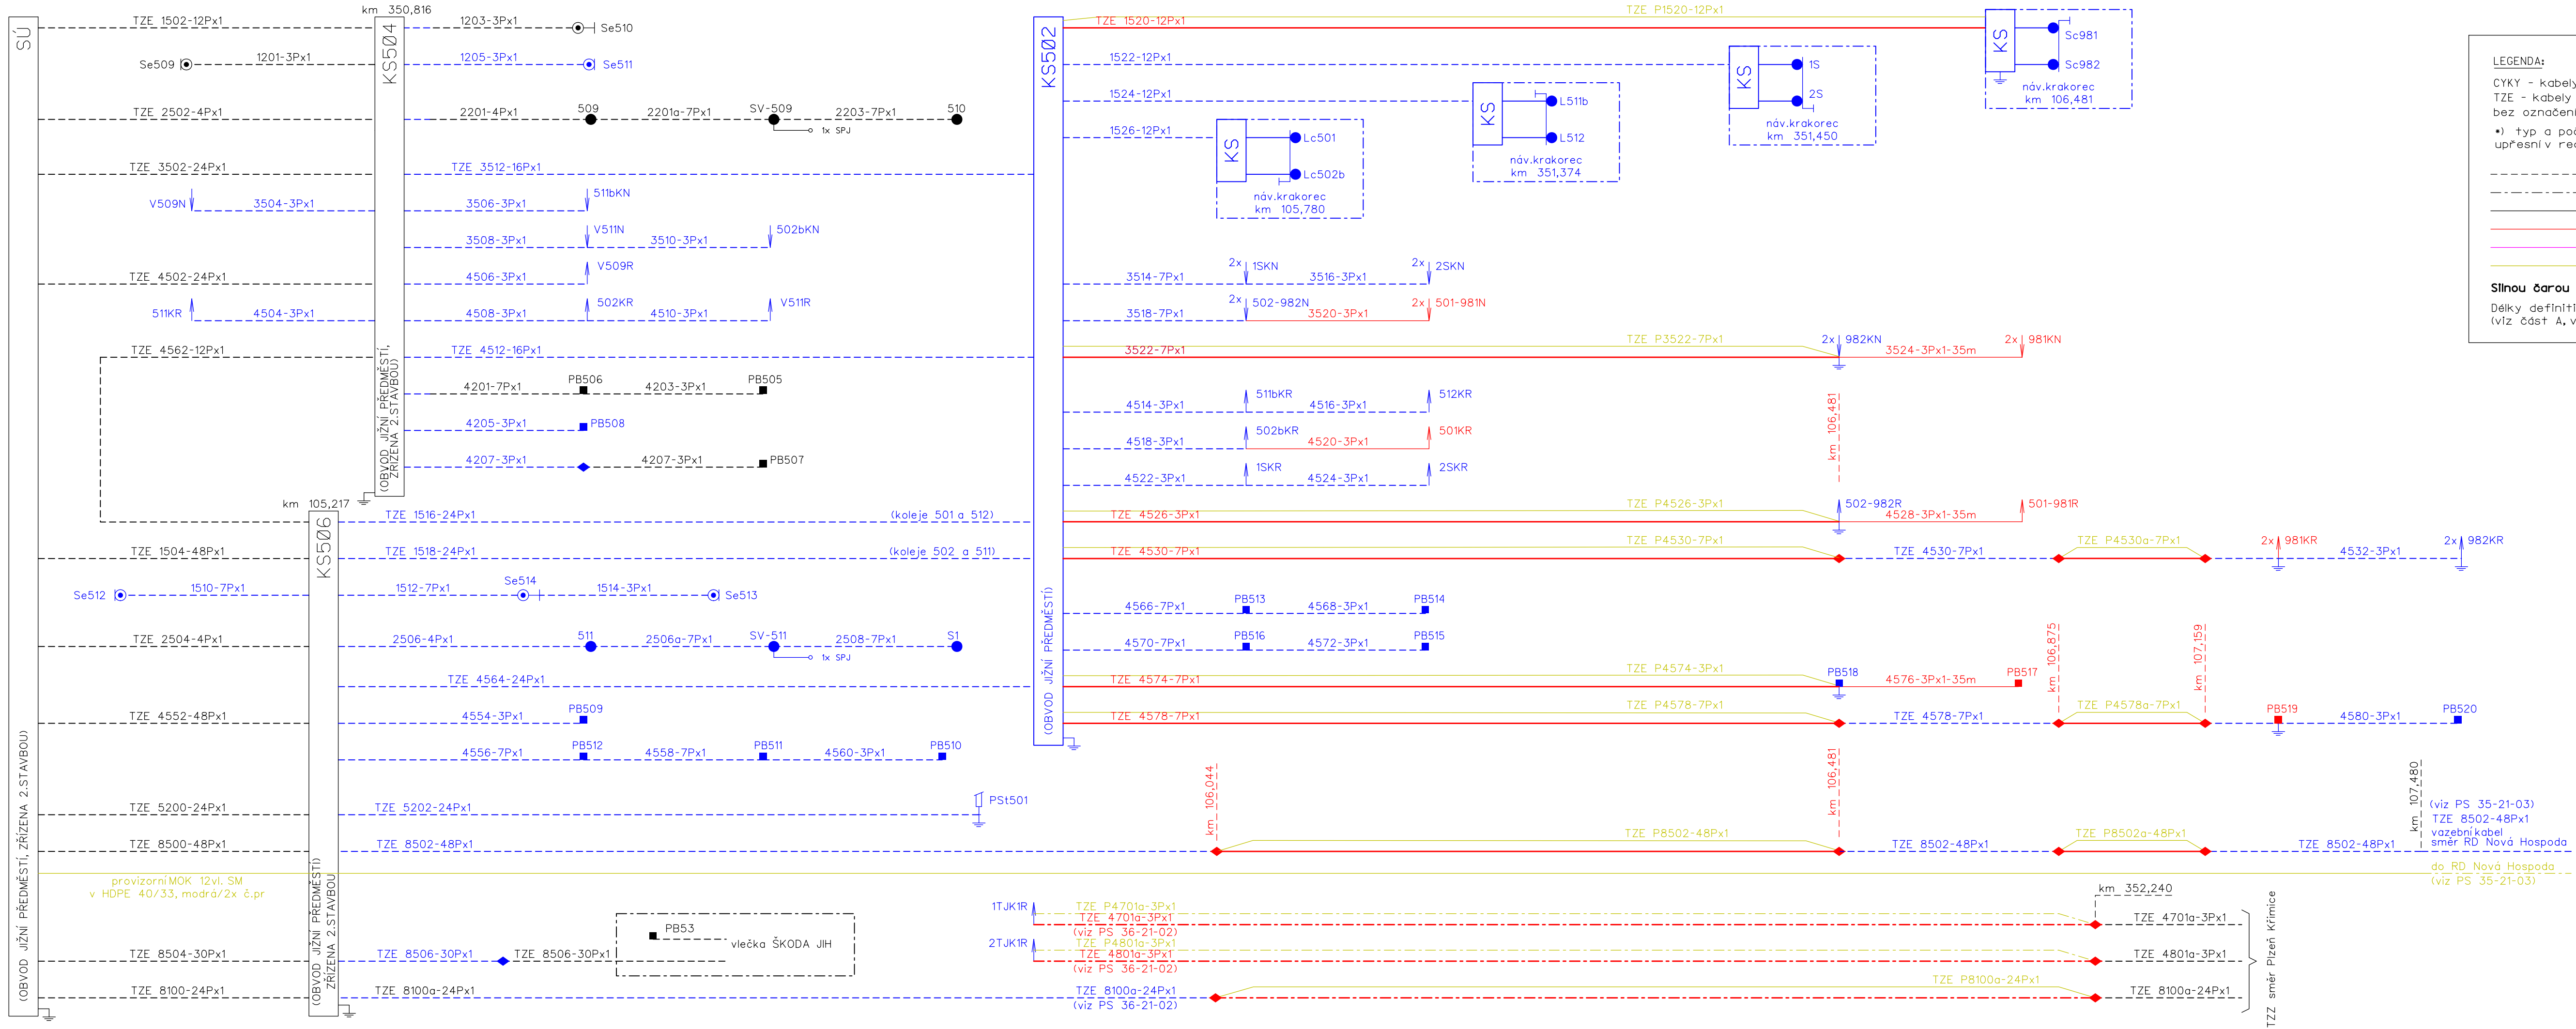 SÚ
(OBVOD JIŽNÍ PŘEDMĚSTÍ, ZŘÍZENA 2.STAVBOU)
km 350,816
KS504
(OBVOD JIŽNÍ PŘEDMĚSTÍ,
ZŘÍZENA 2.STAVBOU)
TZE 1502-12Px1
1203-3Px1
Se510
Se509
1201-3Px1
1205-3Px1
Se511
TZE 2502-4Px1
2201-4Px1
509
2201a-7Px1
SV-509
1x SPJ
2203-7Px1
510
TZE 3502-24Px1
TZE 3512-16Px1
V509N
3504-3Px1
3506-3Px1
511bKN
3508-3Px1
V511N
3510-3Px1
502bKN
TZE 4502-24Px1
4506-3Px1
V509R
511KR
4504-3Px1
4508-3Px1
502KR
4510-3Px1
V511R
TZE 4562-12Px1
TZE 4512-16Px1
4201-7Px1
PB506
4203-3Px1
PB505
4205-3Px1
PB508
4207-3Px1
4207-3Px1
PB507
km 105,217
KS506
(OBVOD JIŽNÍ PŘEDMĚSTÍ)
ZŘÍZENA 2.STAVBOU
TZE 1516-24Px1
(koleje 501 a 512)
TZE 1504-48Px1
TZE 1518-24Px1
(koleje 502 a 511)
Se512
1510-7Px1
1512-7Px1
Se514
1514-3Px1
Se513
TZE 2504-4Px1
2506-4Px1
511
2506a-7Px1
SV-511
1x SPJ
2508-7Px1
S1
TZE 4564-24Px1
TZE 4552-48Px1
4554-3Px1
PB509
4556-7Px1
PB512
4558-7Px1
PB511
4560-3Px1
PB510
TZE 5200-24Px1
TZE 5202-24Px1
PSt501
TZE 8500-48Px1
TZE 8502-48Px1
provizorní MOK 12vl. SM
v HDPE 40/33, modrá/2x č.pr
TZE 8504-30Px1
TZE 8506-30Px1
TZE 8506-30Px1
PB53
vlečka ŠKODA JIH
TZE 8100-24Px1
TZE 8100a-24Px1
KS502
(OBVOD JIŽNÍ PŘEDMĚSTÍ)
TZE 1520-12Px1
TZE P1520-12Px1
KS
Sc981
Sc982
náv.krakorec
km 106,481
1522-12Px1
KS
1S
2S
náv.krakorec
km 351,450
1524-12Px1
KS
L511b
L512
náv.krakorec
km 351,374
1526-12Px1
KS
Lc501
Lc502b
náv.krakorec
km 105,780
3514-7Px1
2x
1SKN
3516-3Px1
2x
2SKN
3518-7Px1
2x
502-982N
3520-3Px1
2x
501-981N
3522-7Px1
TZE P3522-7Px1
2x
982KN
3524-3Px1-35m
2x
981KN
4514-3Px1
511bKR
4516-3Px1
512KR
4518-3Px1
502bKR
4520-3Px1
501KR
4522-3Px1
1SKR
4524-3Px1
2SKR
km 106,481
TZE 4526-3Px1
TZE P4526-3Px1
502-982R
4528-3Px1-35m
501-981R
TZE 4530-7Px1
TZE P4530-7Px1
TZE 4530-7Px1
TZE P4530a-7Px1
2x
981KR
4532-3Px1
2x
982KR
4566-7Px1
PB513
4568-3Px1
PB514
4570-7Px1
PB516
4572-3Px1
PB515
km 106,875
km 107,159
TZE 4574-7Px1
TZE P4574-3Px1
PB518
4576-3Px1-35m
PB517
TZE 4578-7Px1
TZE P4578-7Px1
TZE 4578-7Px1
TZE P4578a-7Px1
PB519
4580-3Px1
PB520
km 106,044
km 106,481
km 107,480
TZE P8502-48Px1
TZE 8502-48Px1
TZE P8502a-48Px1
TZE 8502-48Px1
(viz PS 35-21-03)
TZE 8502-48Px1
vazební kabel
směr RD Nová Hospoda
do RD Nová Hospoda
(viz PS 35-21-03)
km 352,240
1TJK1R
TZE P4701a-3Px1
TZE 4701a-3Px1
(viz PS 36-21-02)
TZE 4701a-3Px1
2TJK1R
TZE P4801a-3Px1
TZE 4801a-3Px1
(viz PS 36-21-02)
TZE 4801a-3Px1
TZE 8100a-24Px1
(viz PS 36-21-02)
TZE P8100a-24Px1
TZE 8100a-24Px1
TZZ směr Plzeň Křimice
LEGENDA:
CYKY - kabely
TZE - kabely
bez označení
*) typ a poč
upřesní v rea
Silnou čarou
Délky definiti
(viz část A, v